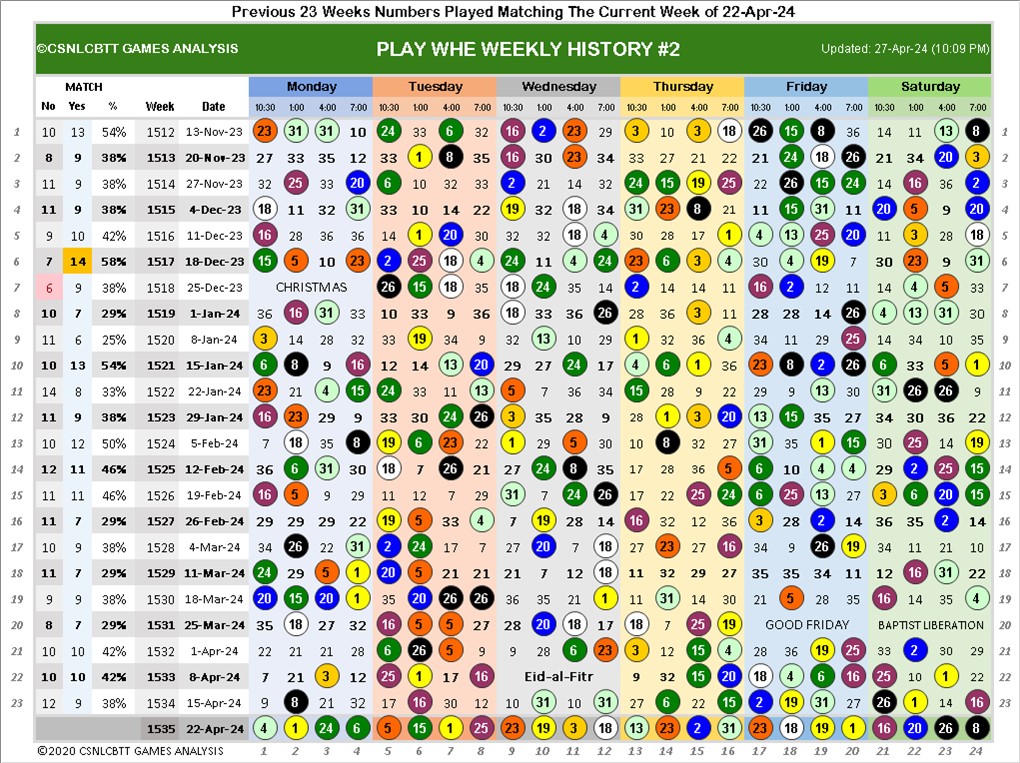 Previous 23 Weeks Numbers Played Matching The Current Week of 22-Apr-24
©CSNLCBTT GAMES ANALYSIS PLAY WHE WEEKLY HISTORY #2 Updated: 27-Apr-24 (10:09 PM)
MATCH Monday Tuesday Wednesday Thursday Friday Saturday
No Yes % Week Date 10:30 1:00 4:00 7:00 10:30 1:00 4:00 7:00 10:30 1:00 4:00 7:00 10:30 1:00 4:00 7:00 10:30 1:00 4:00 7:00 10:30 1:00 4:00 7:00
1 10 13 54% 1512 13-Nov-23 23 31 31 10 24 33 6 32 16 2 23 29 3 10 3 18 26 15 8 36 14 11 13 8 1
2 8 9 38% 1513 20-Nov-23 27 33 35 12 33 1 8 35 16 30 23 34 33 27 21 22 21 24 18 26 21 34 20 3 2
3 11 9 38% 1514 27-Nov-23 32 25 33 20 6 10 32 33 2 21 14 32 24 15 19 25 22 26 15 24 14 16 36 2 3
4 11 9 38% 1515 4-Dec-23 18 11 32 31 33 10 14 22 19 32 18 34 31 23 8 21 11 15 31 11 20 5 9 20 4
5 9 10 42% 1516 11-Dec-23 16 28 36 36 14 1 20 30 32 32 18 4 30 28 17 1 4 13 25 20 11 3 28 18 5
6 7 14 58% 1517 18-Dec-23 15 5 10 23 2 25 18 4 24 11 4 24 23 6 3 4 30 4 19 7 30 23 9 31 6
7 6 9 38% 1518 25-Dec-23 CHRISTMAS 26 15 18 35 18 24 35 14 2 14 14 11 16 2 12 11 14 4 5 34 7
8 10 7 29% 1519 1-Jan-24 36 16 31 33 10 33 9 36 18 33 36 26 28 36 3 11 28 28 14 26 4 13 31 30 8
9 11 6 25% 1520 8-Jan-24 3 14 28 32 33 19 34 9 32 13 10 29 1 32 36 4 34 11 29 25 14 34 10 35 9
10 10 13 54% 1521 15-Jan-24 6 8 9 16 12 14 13 20 29 27 24 17 4 6 1 36 23 8 2 26 6 33 5 1 10
11 14 8 33% 1522 22-Jan-24 23 21 4 15 24 33 11 13 5 7 36 34 15 28 9 22 29 9 13 30 31 26 26 9 11
12 11 9 38% 1523 29-Jan-24 16 23 29 9 33 30 24 26 3 35 28 9 28 1 3 20 13 15 35 27 34 30 36 22 12
13 10 12 50% 1524 5-Feb-24 7 18 35 8 19 6 23 22 1 29 5 30 10 8 32 27 31 35 1 15 30 25 14 19 13
14 12 11 46% 1525 12-Feb-24 36 6 31 30 18 7 26 21 27 24 8 35 17 28 36 5 6 10 4 4 29 2 25 15 14
15 11 11 46% 1526 19-Feb-24 16 5 9 29 11 12 7 29 31 7 24 26 17 22 25 24 6 25 13 27 3 6 20 15 15
16 11 7 29% 1527 26-Feb-24 29 29 29 22 19 5 33 4 7 19 28 14 16 32 12 36 3 28 2 14 36 35 2 14 16
17 10 9 38% 1528 4-Mar-24 34 26 22 31 2 24 17 7 27 20 7 18 27 23 27 16 34 9 26 19 34 11 21 10 17
18 11 7 29% 1529 11-Mar-24 24 29 5 1 20 5 21 21 21 7 12 18 11 32 29 27 35 35 34 11 12 16 31 22 18
19 9 9 38% 1530 18-Mar-24 20 15 20 1 35 20 26 26 36 35 21 1 11 31 14 30 21 5 28 35 16 14 35 4 19
20 8 7 29% 1531 25-Mar-24 35 18 27 32 16 5 5 27 28 20 18 17 18 7 25 19 GOOD FRIDAY BAPTIST LIBERATION 20
21 10 10 42% 1532 1-Apr-24 22 21 21 28 6 26 5 9 9 28 6 23 3 12 15 4 28 36 19 25 33 2 30 29 21
22 10 10 42% 1533 8-Apr-24 7 21 3 12 25 1 17 16 Eid-al-Fitr 9 32 15 20 18 4 6 16 25 10 1 22 22
23 12 9 38% 1534 15-Apr-24 9 8 21 32 17 16 30 12 10 31 10 31 27 6 22 15 2 19 31 27 26 1 14 16 23
1535 22-Apr-24 4 1 24 6 5 15 1 25 23 19 3 18 13 2 16 31 23 18 19 1 16 20 26 8
©2020 CSNLCBTT GAMES ANALYSIS 1 2 3 4 5 6 7 8 9 10 11 12 13 14 15 16 17 18 19 20 21 22 23 24